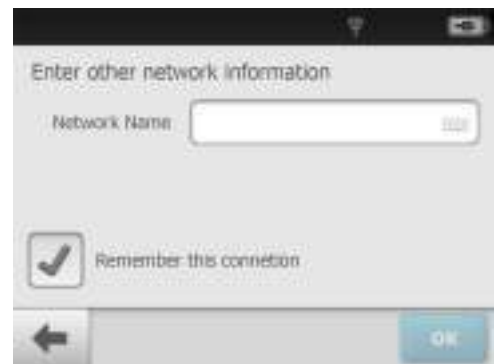 Enter other network information
Network Name
Remember this connetion
OK